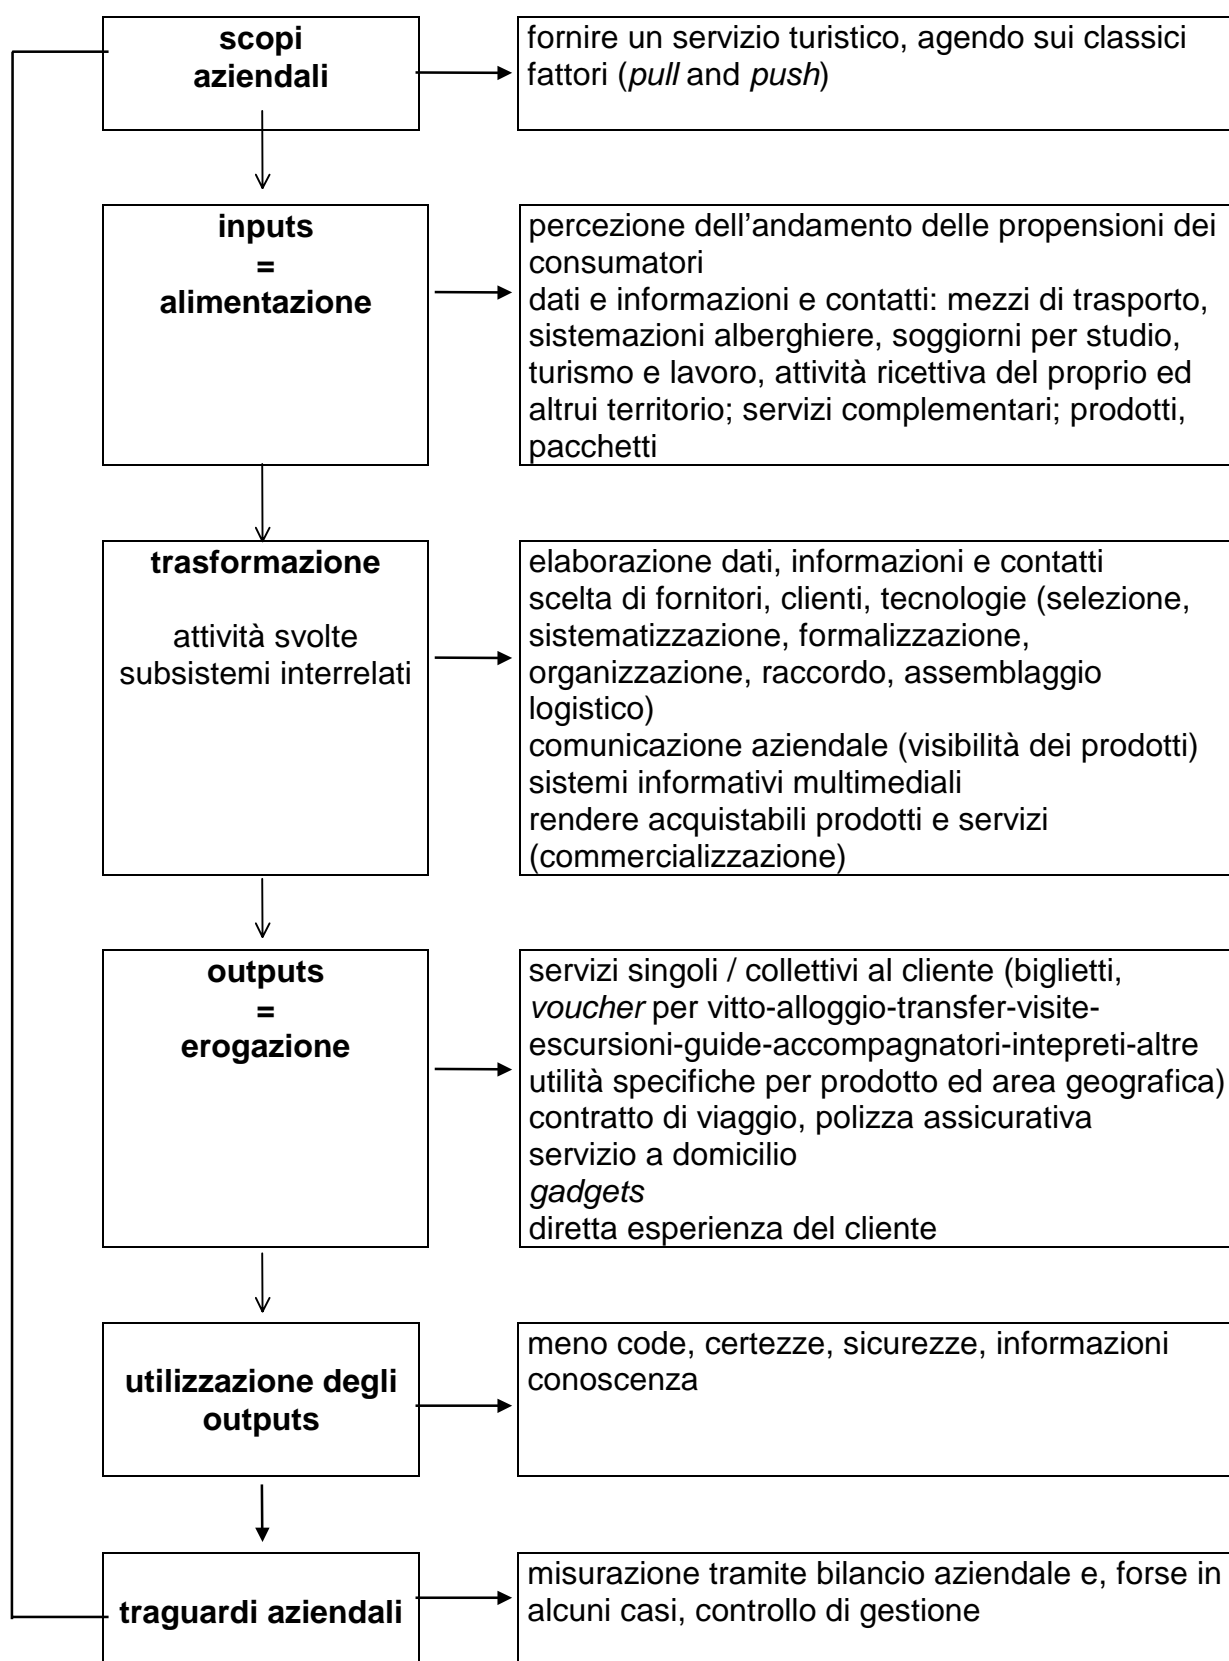 scopi
aziendali
fornire un servizio turistico, agendo sui classici
fattori (pull and push)
inputs
=
alimentazione
percezione dell’andamento delle propensioni dei
consumatori
dati e informazioni e contatti: mezzi di trasporto,
sistemazioni alberghiere, soggiorni per studio,
turismo e lavoro, attività ricettiva del proprio ed
altrui territorio; servizi complementari; prodotti,
pacchetti
trasformazione
attività svolte
subsistemi interrelati
elaborazione dati, informazioni e contatti
scelta di fornitori, clienti, tecnologie (selezione,
sistematizzazione, formalizzazione,
organizzazione, raccordo, assemblaggio
logistico)
comunicazione aziendale (visibilità dei prodotti)
sistemi informativi multimediali
rendere acquistabili prodotti e servizi
(commercializzazione)
outputs
=
erogazione
servizi singoli / collettivi al cliente (biglietti,
voucher per vitto-alloggio-transfer-visite-
escursioni-guide-accompagnatori-intepreti-altre
utilità specifiche per prodotto ed area geografica)
contratto di viaggio, polizza assicurativa
servizio a domicilio
gadgets
diretta esperienza del cliente
utilizzazione degli
outputs
meno code, certezze, sicurezze, informazioni
conoscenza
traguardi aziendali
misurazione tramite bilancio aziendale e, forse in
alcuni casi, controllo di gestione